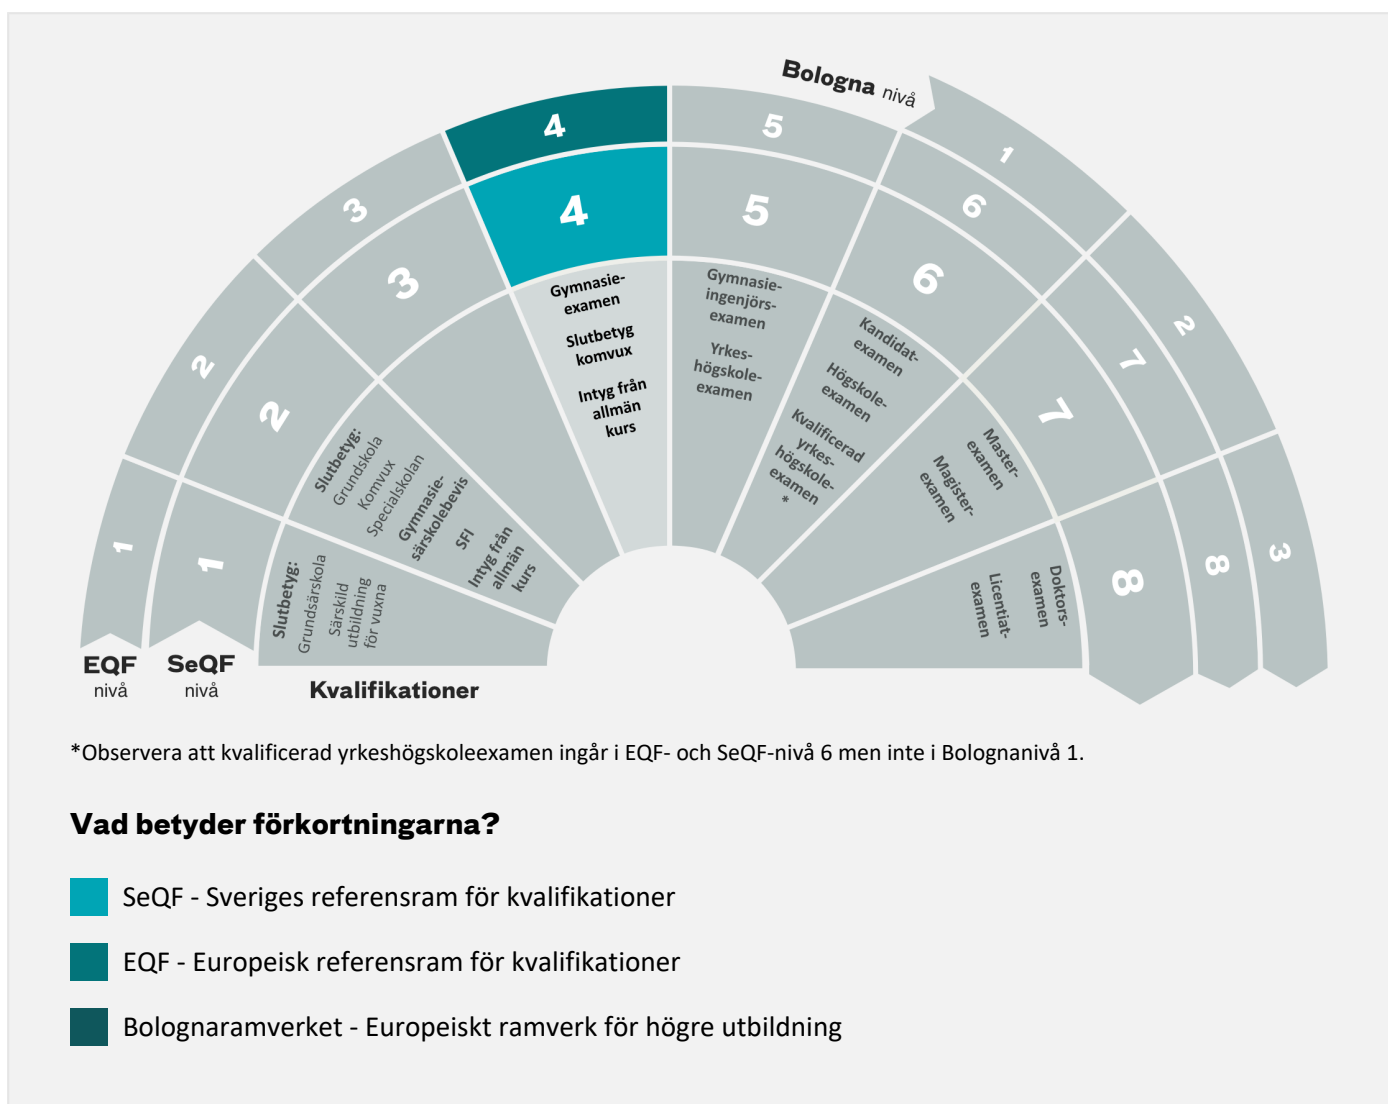 Bologna nivå
1
2
3
1
2
3
4
5
6
7
8
1
2
3
4
5
6
7
8
Slutbetyg:
Grundsärskola
Särskild
utbildning
för vuxna
Slutbetyg:
Grundskola
Komvux
Specialskolan
Gymnasie-
särskolebevis
SFI
Intyg från
allmän
kurs
Gymnasie-
examen
Slutbetyg
komvux
Intyg från
allmän
kurs
Gymnasie-
ingenjörs-
examen
Yrkes-
högskole-
examen
Kandidat-
examen
Högskole-
examen
Kvalificerad
yrkes-
högskole-
examen
*
Master-
examen
Magister-
examen
Doktors-
examen
Licentiat-
examen
EQF
nivå
SeQF
nivå
Kvalifikationer
*Observera att kvalificerad yrkeshögskoleexamen ingår i EQF- och SeQF-nivå 6 men inte i Bolognanivå 1.
Vad betyder förkortningarna?
SeQF - Sveriges referensram för kvalifikationer
EQF - Europeisk referensram för kvalifikationer
Bolognaramverket - Europeiskt ramverk för högre utbildning